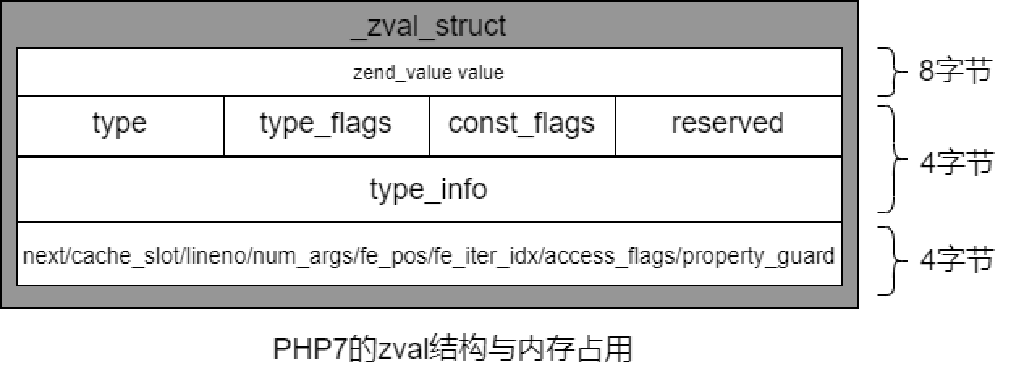 _zval_struct
zend_value value
8字节
type type_flags const_flags reserved
4字节
type_info
next/cache_slot/lineno/num_args/fe_pos/fe_iter_idx/access_flags/property_guard
4字节
PHP7的zval结构与内存占用